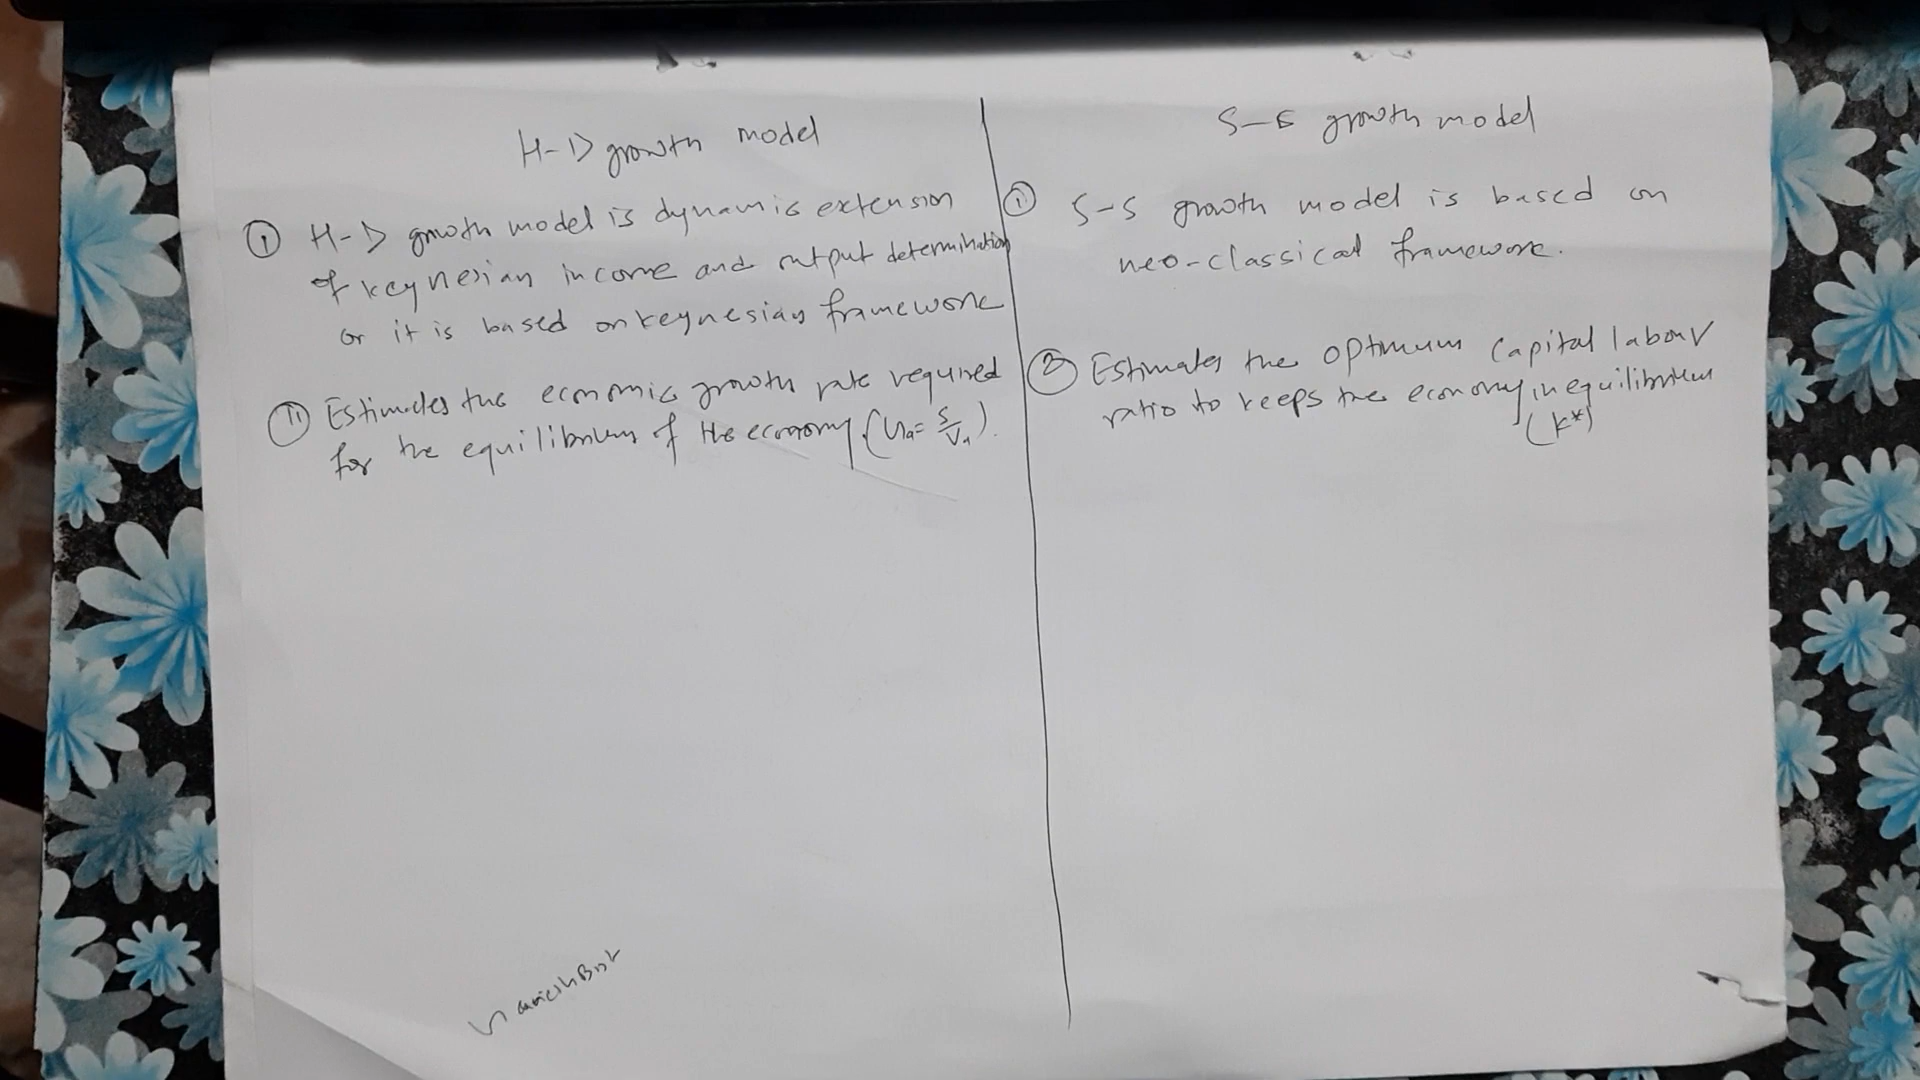 H-D growth model
① H-D growth model is dynamic extension
of keynesian income and output determination
or it is based on keynesian framework
⑪ Estimates the economic growth rate required
for the equilibrium of the economy (Ga = s/Va).
S-S growth model
① S-S growth model is based on
neo-classical framework.
② Estimates the optimum capital labour
ratio to keeps the economy in equilibrium
(k*)